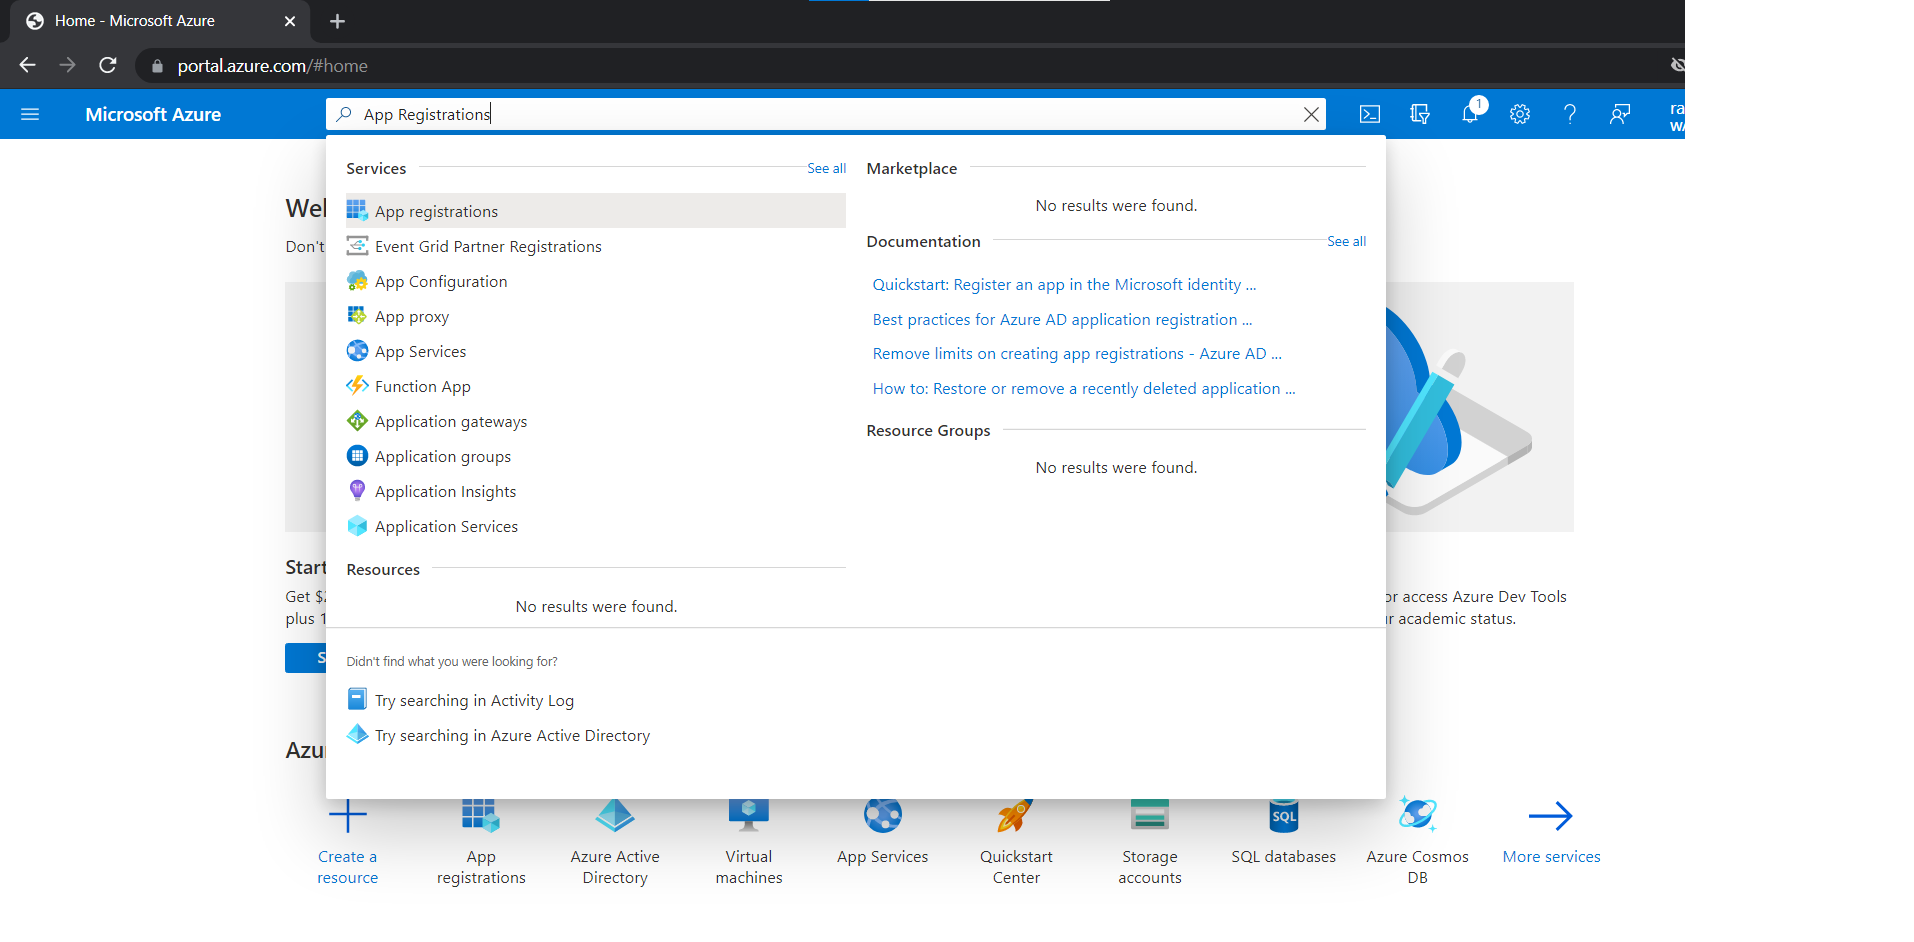 Home - Microsoft Azure
portal.azure.com/#home
Microsoft Azure
App Registrations
1
ra
WA
Services
See all
App registrations
Event Grid Partner Registrations
App Configuration
App proxy
App Services
Function App
Application gateways
Application groups
Application Insights
Application Services
Resources
No results were found.
Marketplace
No results were found.
Documentation
See all
Quickstart: Register an app in the Microsoft identity ...
Best practices for Azure AD application registration ...
Remove limits on creating app registrations - Azure AD ...
How to: Restore or remove a recently deleted application ...
Resource Groups
No results were found.
Didn't find what you were looking for?
Try searching in Activity Log
Try searching in Azure Active Directory
Wel
Don't
Start
Get $2
plus 1
S
or access Azure Dev Tools
r academic status.
Azu
Create a
resource
App
registrations
Azure Active
Directory
Virtual
machines
App Services
Quickstart
Center
Storage
accounts
SQL
SQL databases
Azure Cosmos
DB
More services